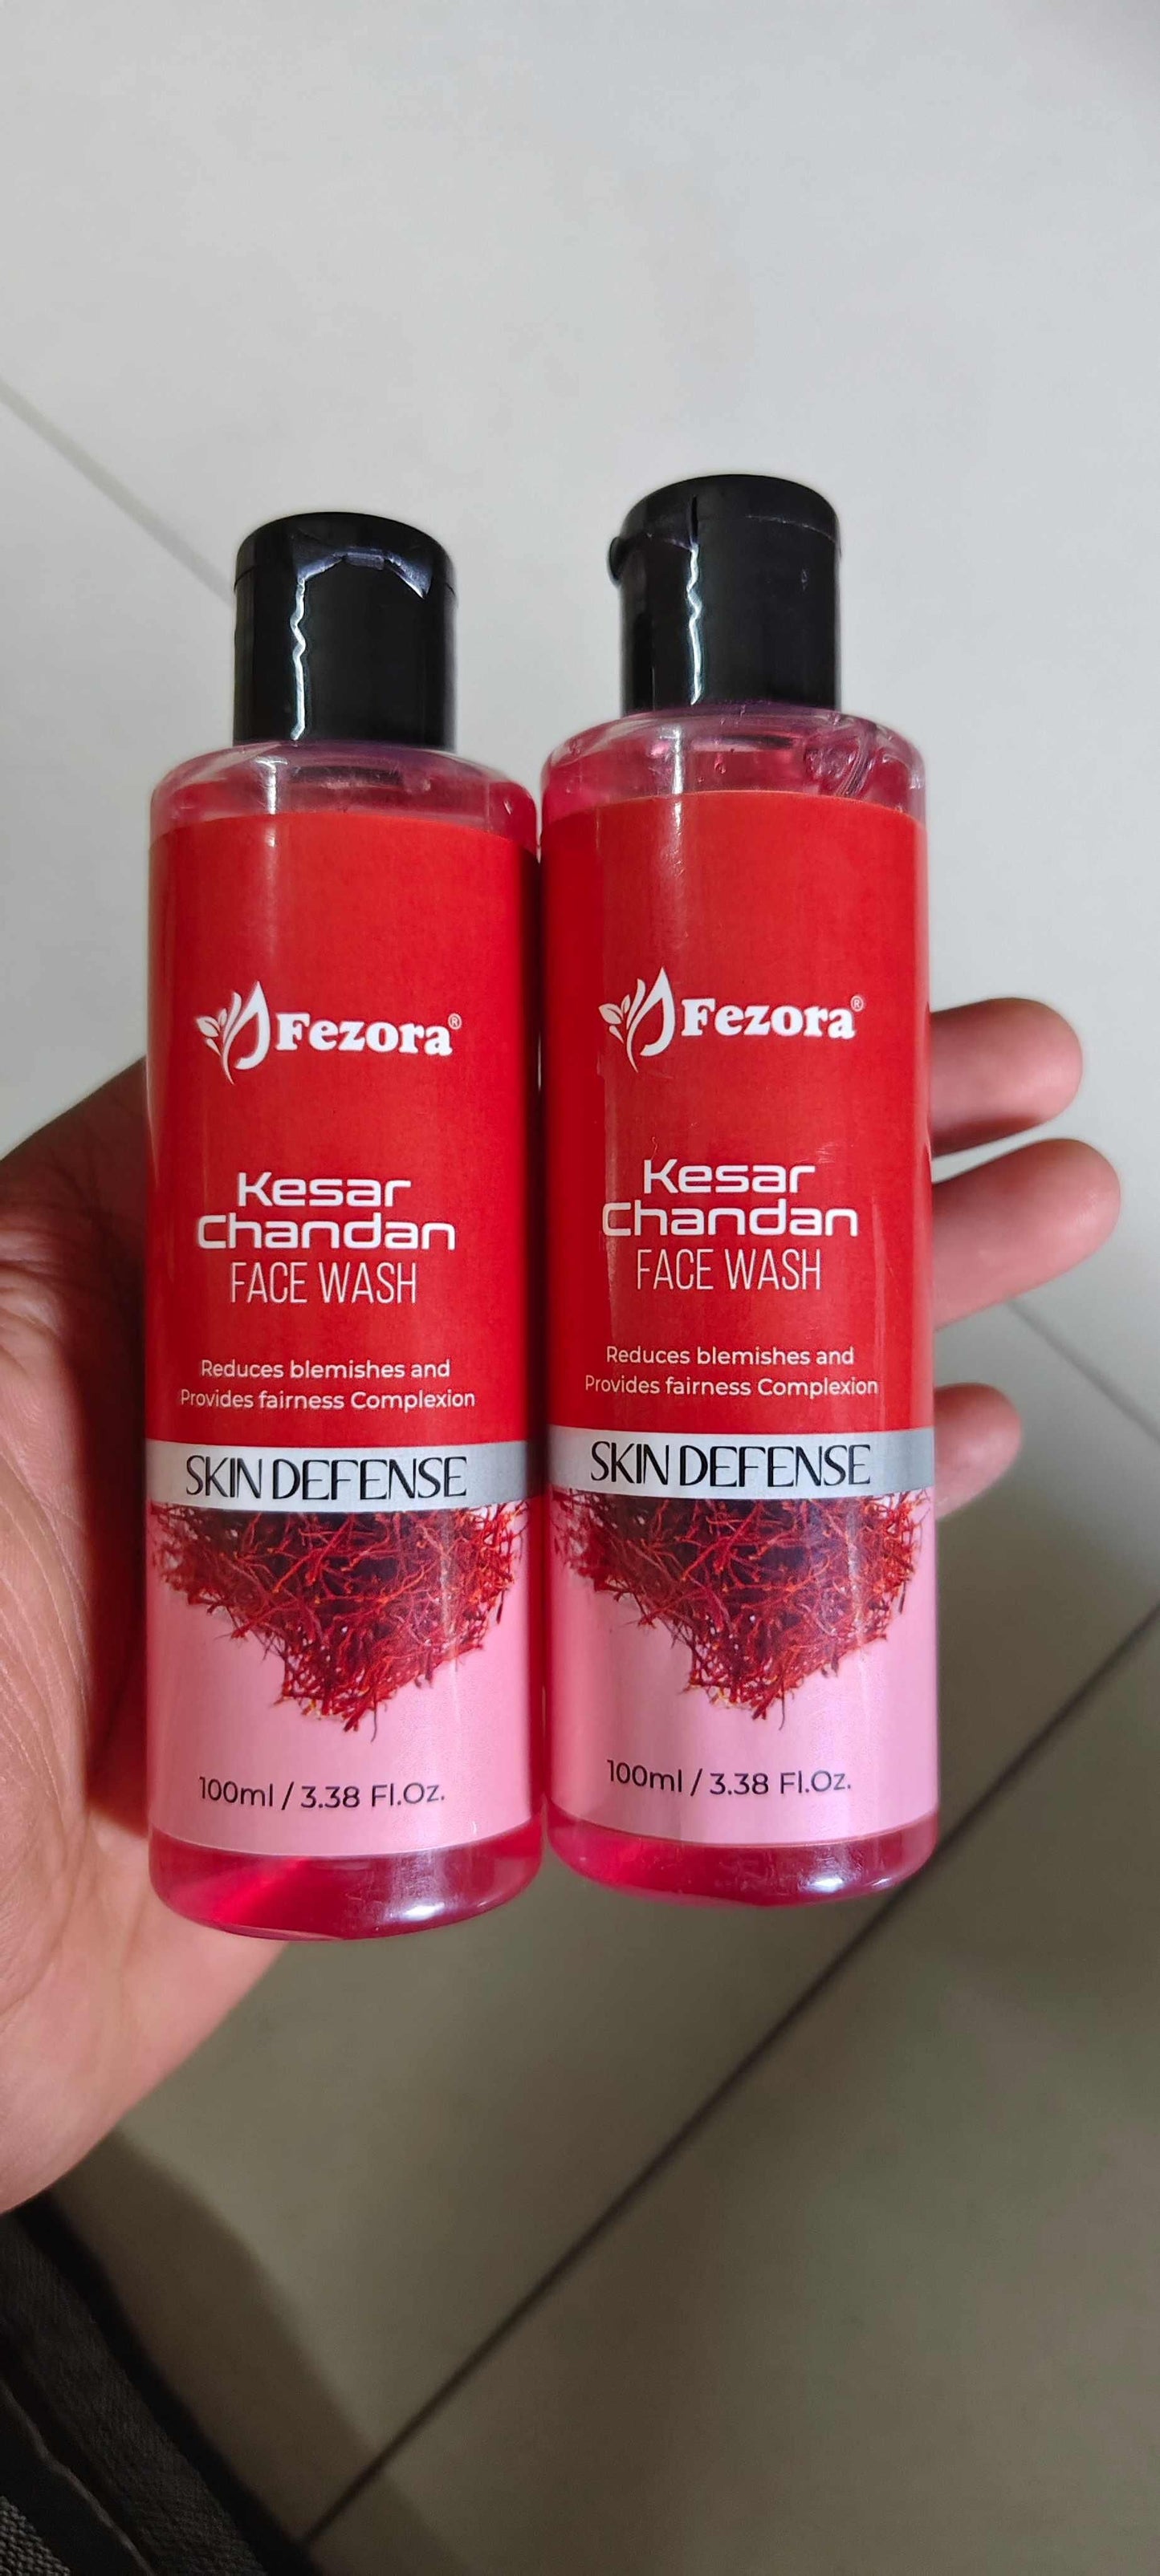 Fezora®
Kesar
Chandan
FACE WASH
Reduces blemishes and
Provides fairness Complexion
SKIN DEFENSE
100ml / 3.38 Fl.Oz.
Fezora®
Kesar
Chandan
FACE WASH
Reduces blemishes and
Provides fairness Complexion
SKIN DEFENSE
100ml / 3.38 Fl.Oz.